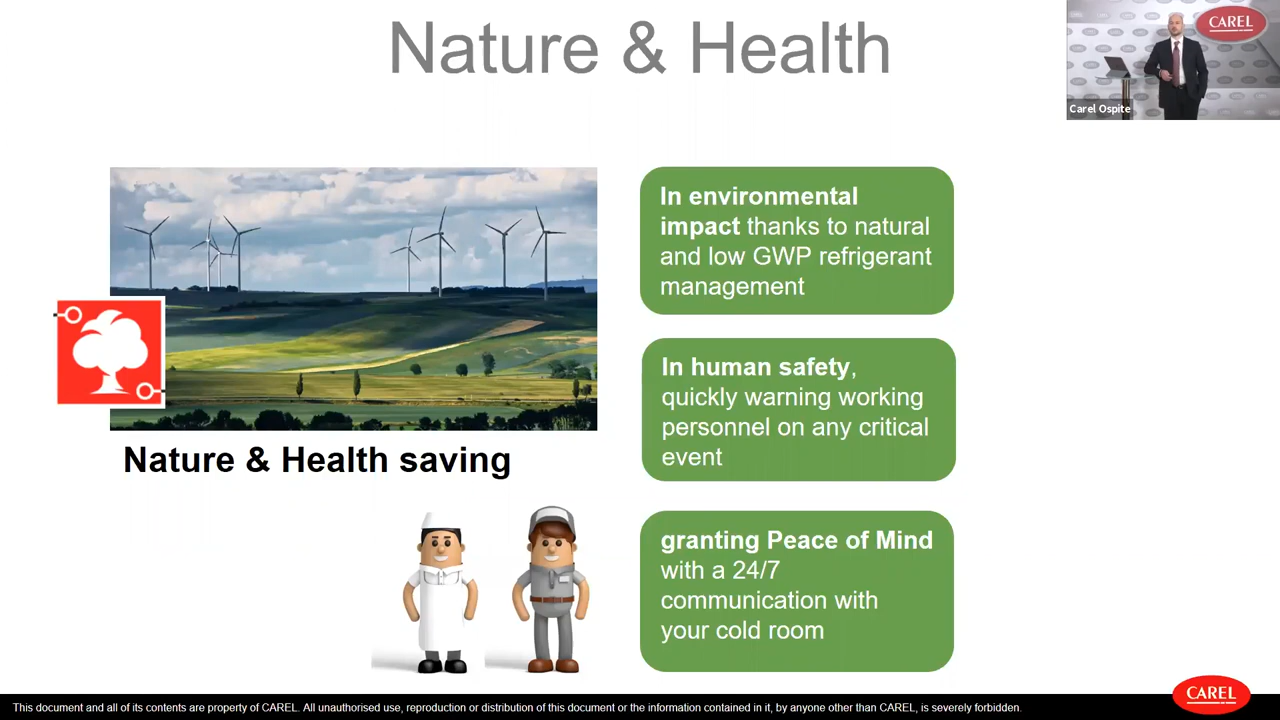 Nature & Health
CAREL
Carel Ospite
In environmental
impact thanks to natural
and low GWP refrigerant
management
In human safety,
quickly warning working
personnel on any critical
event
Nature & Health saving
granting Peace of Mind
with a 24/7
communication with
your cold room
CAREL
This document and all of its contents are property of CAREL. All unauthorised use, reproduction or distribution of this document or the information contained in it, by anyone other than CAREL, is severely forbidden.